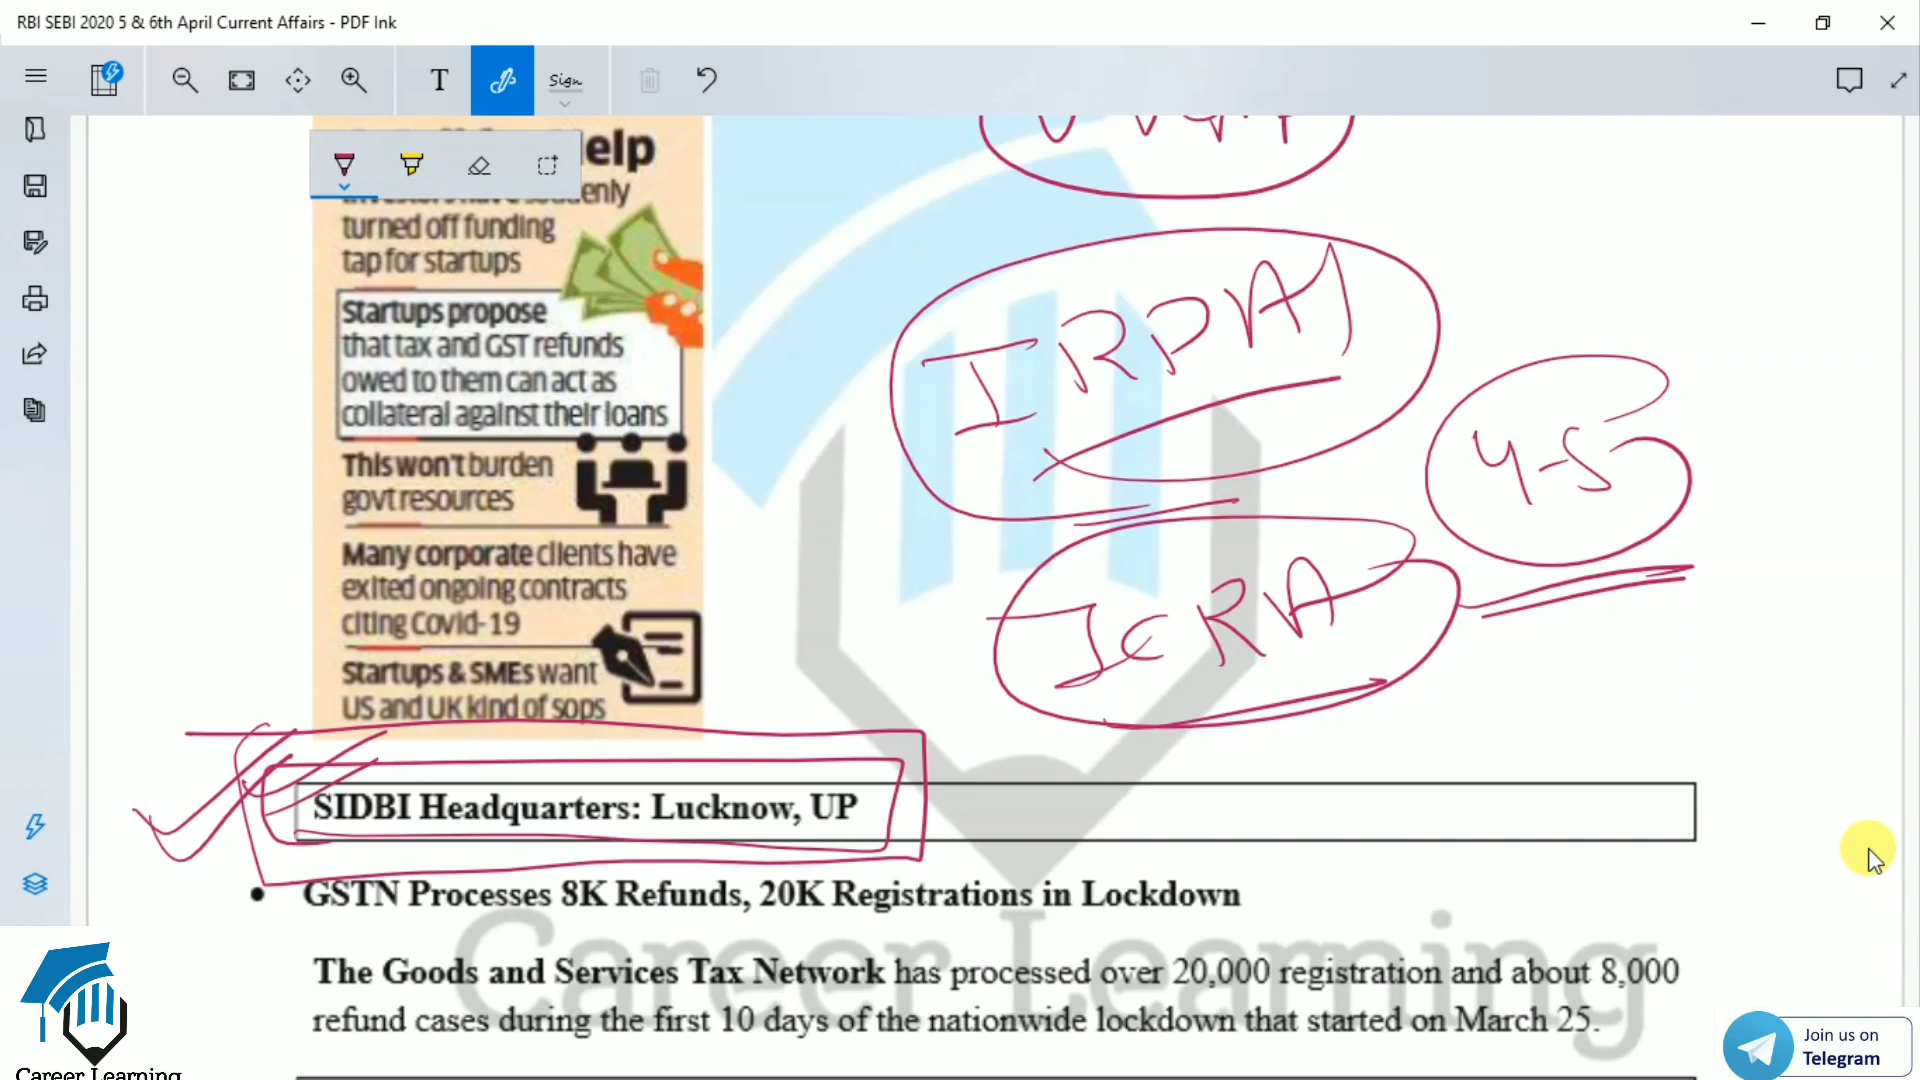 RBI SEBI 2020 5 & 6th April Current Affairs - PDF Ink
T
Sign
elp
turned off funding
tap for startups
Startups propose
that tax and GST refunds
owed to them can act as
collateral against their loans
This won't burden
govt resources
Many corporate clients have
exited ongoing contracts
citing Covid-19
Startups & SMEs want
US and UK kind of sops
IRDAI
4-5
ICRA
SIDBI Headquarters: Lucknow, UP
• GSTN Processes 8K Refunds, 20K Registrations in Lockdown
The Goods and Services Tax Network has processed over 20,000 registration and about 8,000
refund cases during the first 10 days of the nationwide lockdown that started on March 25.
Career Learning
Career Learning
Join us on
Telegram